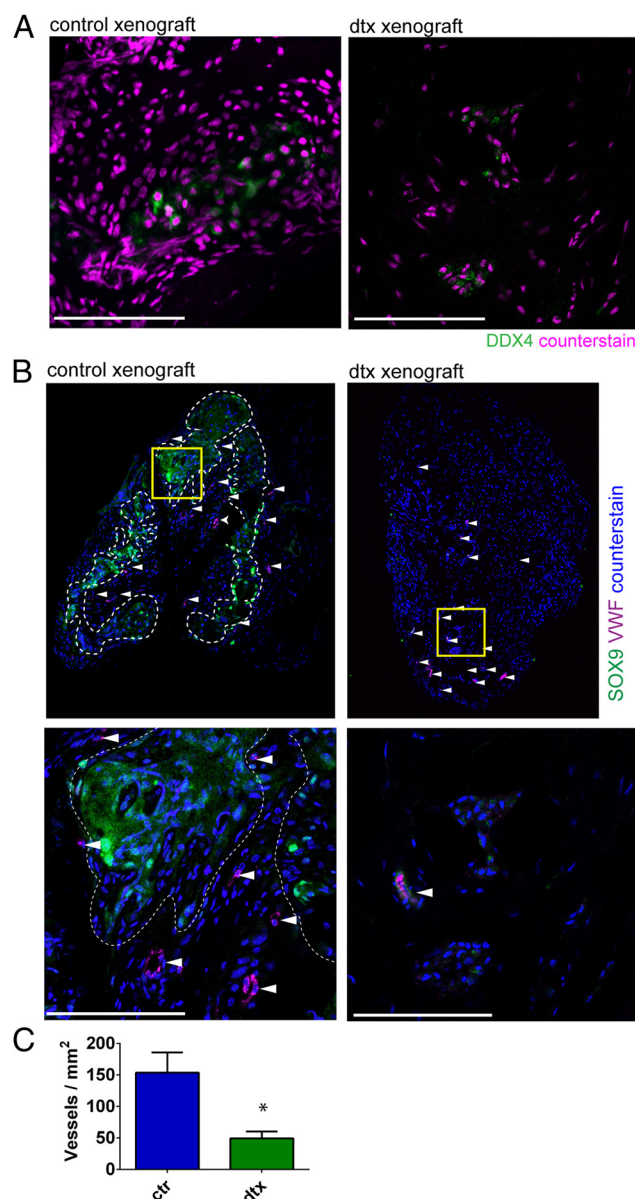 A
control xenograft
dtx xenograft
DDX4 counterstain
B
control xenograft
dtx xenograft
SOX9 VWF counterstain
C
Vessels / mm²
200
150
100
50
0
*
ctr
dtx